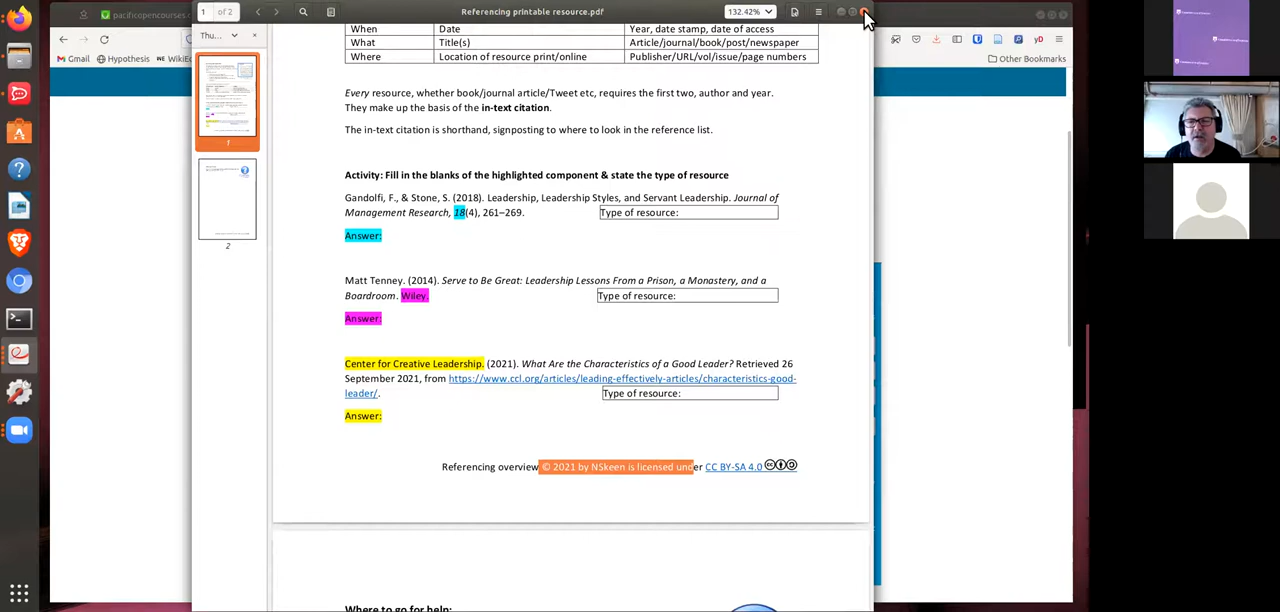 pacificopencourses.c
1 of 2
Referencing printable resource.pdf
132.42%
Thu...
Gmail
Hypothesis
WikiE
Other Bookmarks
1
2
When Date Year, date stamp, date of access
What Title(s) Article/journal/book/post/newspaper
Where Location of resource print/online Publisher/URL/vol/issue/page numbers
Every resource, whether book/journal article/Tweet etc, requires the first two, author and year.
They make up the basis of the in-text citation.
The in-text citation is shorthand, signposting to where to look in the reference list.
Activity: Fill in the blanks of the highlighted component & state the type of resource
Gandolfi, F., & Stone, S. (2018). Leadership, Leadership Styles, and Servant Leadership. Journal of
Management Research, 18(4), 261–269. Type of resource:
Answer:
Matt Tenney. (2014). Serve to Be Great: Leadership Lessons From a Prison, a Monastery, and a
Boardroom. Wiley. Type of resource:
Answer:
Center for Creative Leadership. (2021). What Are the Characteristics of a Good Leader? Retrieved 26
September 2021, from https://www.ccl.org/articles/leading-effectively-articles/characteristics-good-
leader/. Type of resource:
Answer:
Referencing overview © 2021 by NSkeen is licensed under CC BY-SA 4.0
Where to go for help: